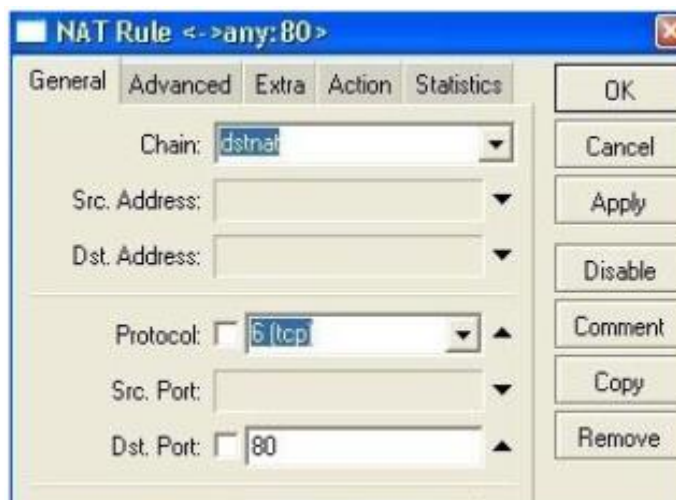 NAT Rule <->any:80>
General Advanced Extra Action Statistics
OK
Chain: dstnat
Cancel
Src. Address:
Apply
Dst. Address:
Disable
Protocol: 6 (tcp)
Comment
Src. Port:
Copy
Dst. Port: 80
Remove